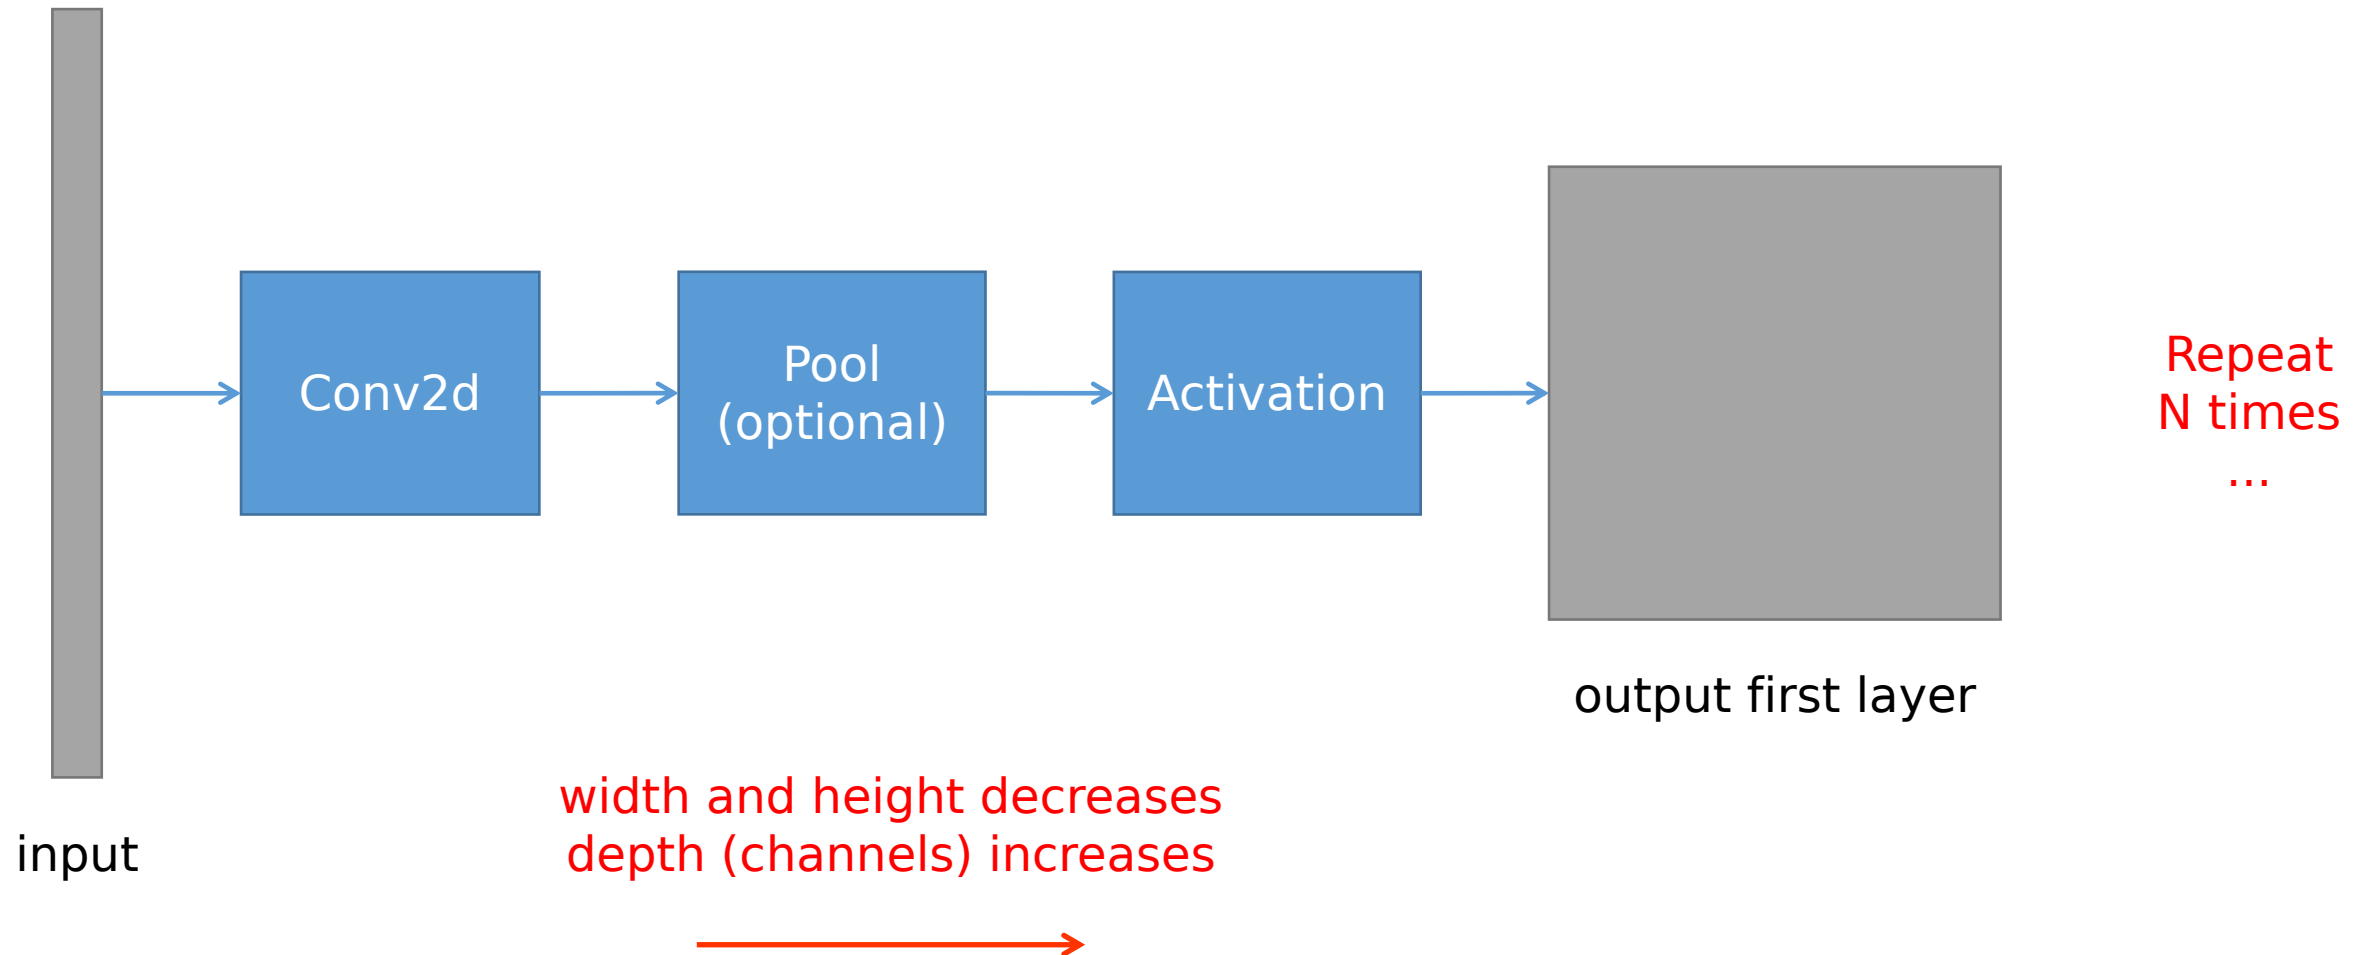 Conv2d
Pool
(optional)
Activation
Repeat
N times
...
output first layer
width and height decreases
depth (channels) increases
input